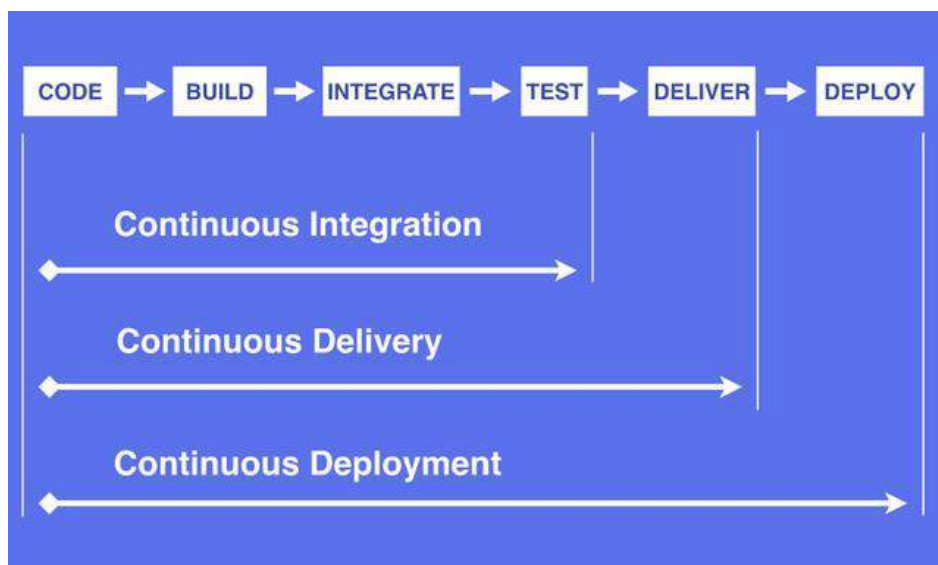 CODE BUILD INTEGRATE TEST DELIVER DEPLOY
Continuous Integration
Continuous Delivery
Continuous Deployment